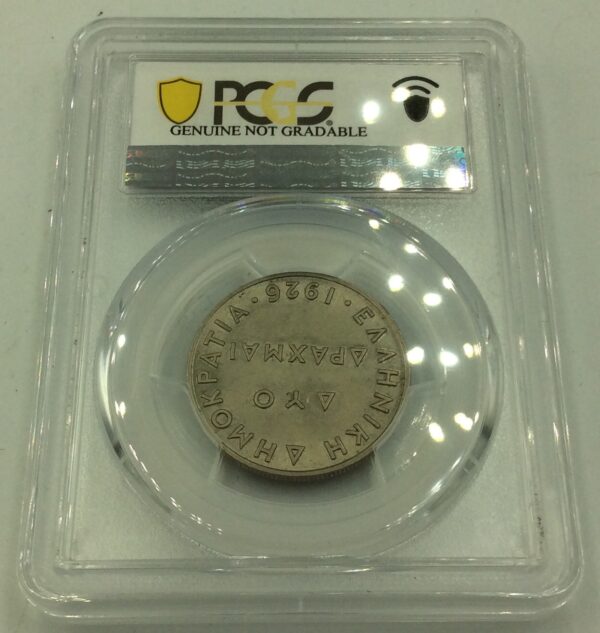 PCGS
GENUINE NOT GRADABLE
ΕΛΛΗΝΙΚΗ ΔΗΜΟΚΡΑΤΙΑ
·1926·
ΔΥΟ
ΔΡΑΧΜΑΙ